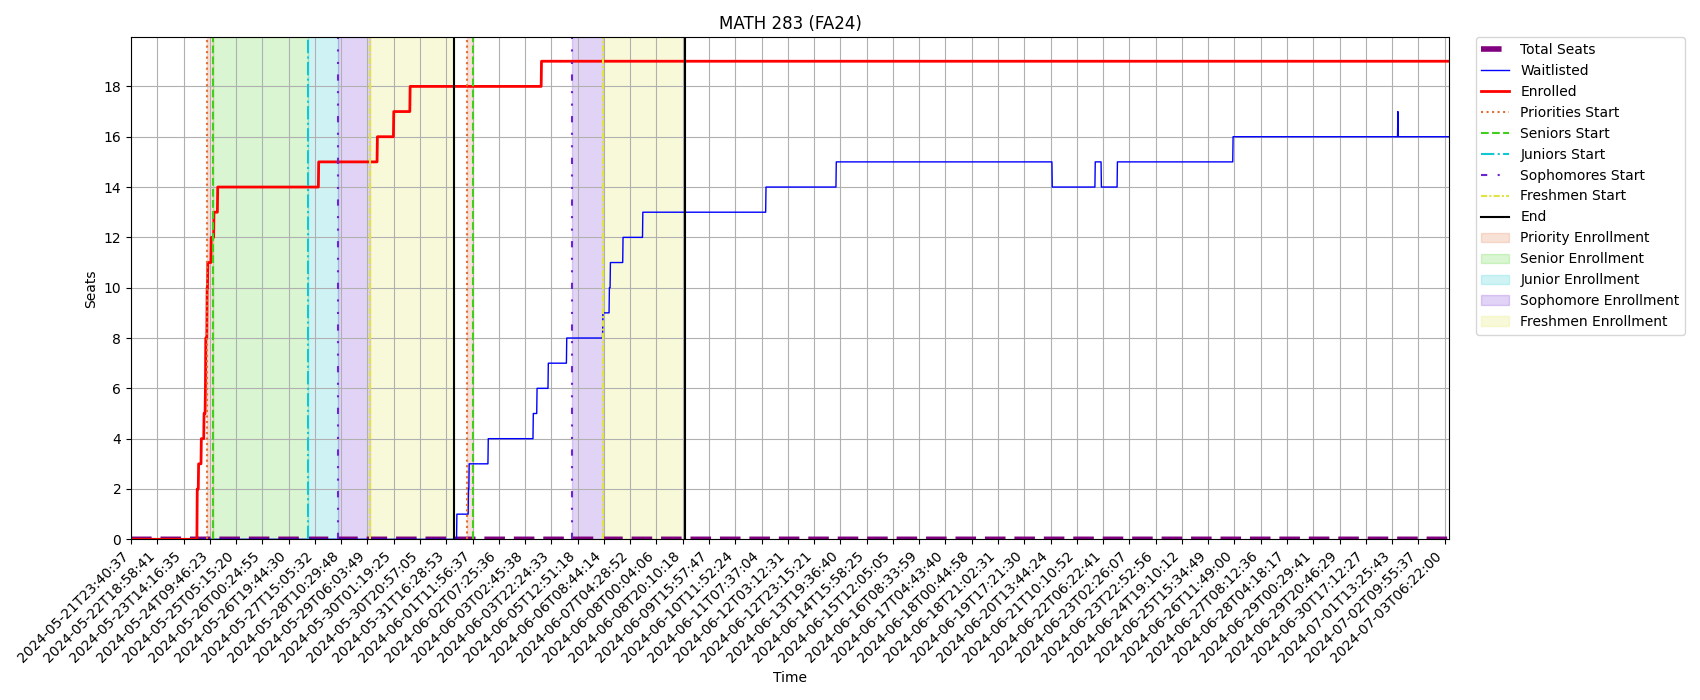 MATH 283 (FA24)
Total Seats
Waitlisted
Enrolled
Priorities Start
Seniors Start
Juniors Start
Sophomores Start
Freshmen Start
End
Priority Enrollment
Senior Enrollment
Junior Enrollment
Sophomore Enrollment
Freshmen Enrollment
Seats
18
16
14
12
10
8
6
4
2
0
2024-05-21T23:40:37
2024-05-22T18:58:41
2024-05-23T14:16:35
2024-05-24T09:46:23
2024-05-25T05:15:20
2024-05-26T00:24:55
2024-05-26T19:44:30
2024-05-27T15:05:32
2024-05-28T10:29:48
2024-05-29T06:03:49
2024-05-30T01:19:25
2024-05-30T20:57:05
2024-05-31T16:28:53
2024-06-01T11:56:37
2024-06-02T07:25:36
2024-06-03T02:45:38
2024-06-03T22:24:33
2024-06-05T12:51:18
2024-06-06T08:44:14
2024-06-07T04:28:52
2024-06-08T00:04:06
2024-06-08T20:10:18
2024-06-09T15:57:47
2024-06-10T11:52:24
2024-06-11T07:37:04
2024-06-12T03:12:31
2024-06-12T23:15:21
2024-06-13T19:36:40
2024-06-14T15:58:25
2024-06-15T12:05:05
2024-06-16T08:33:59
2024-06-17T04:43:40
2024-06-18T00:44:58
2024-06-18T21:02:31
2024-06-19T17:21:30
2024-06-20T13:44:24
2024-06-21T10:10:52
2024-06-22T06:22:41
2024-06-23T02:26:07
2024-06-23T22:52:56
2024-06-24T19:10:12
2024-06-25T15:34:49
2024-06-26T11:49:00
2024-06-27T08:12:36
2024-06-28T04:18:17
2024-06-29T00:29:41
2024-06-29T20:46:29
2024-06-30T17:12:27
2024-07-01T13:25:43
2024-07-02T09:55:37
2024-07-03T06:22:00
Time